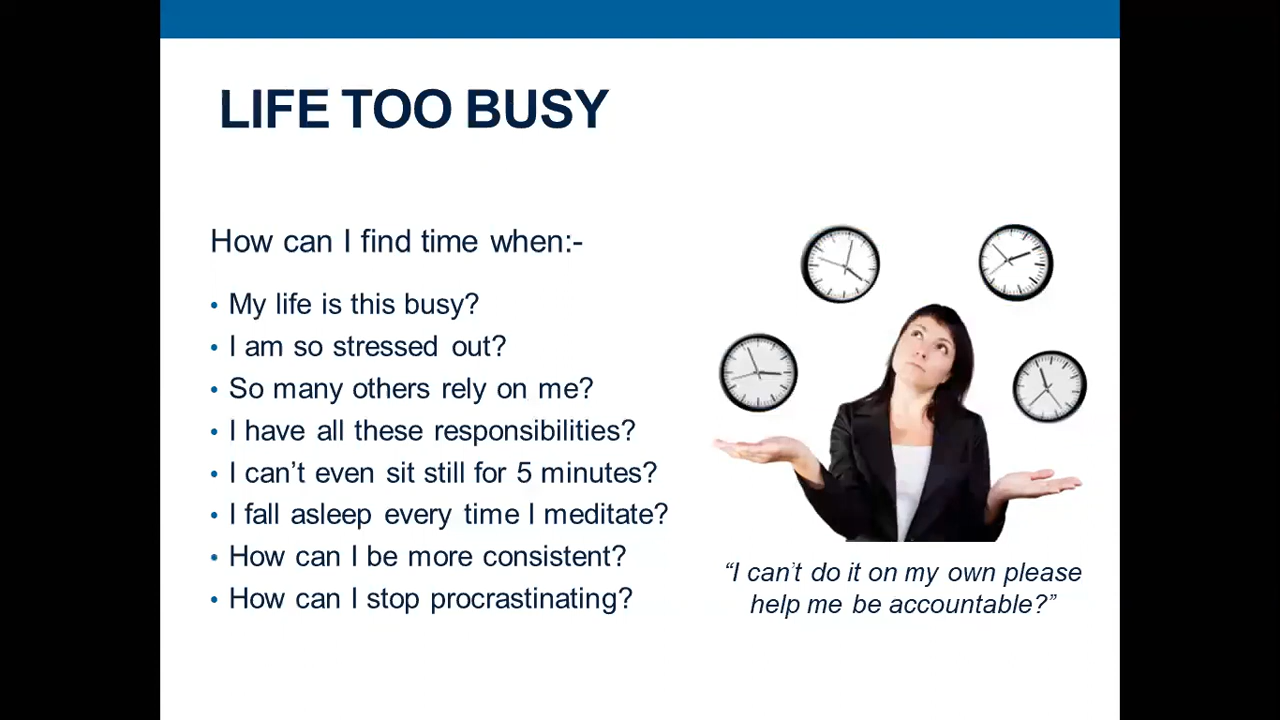 LIFE TOO BUSY
How can I find time when:-
• My life is this busy?
• I am so stressed out?
• So many others rely on me?
• I have all these responsibilities?
• I can’t even sit still for 5 minutes?
• I fall asleep every time I meditate?
• How can I be more consistent?
• How can I stop procrastinating?
“I can’t do it on my own please
help me be accountable?”